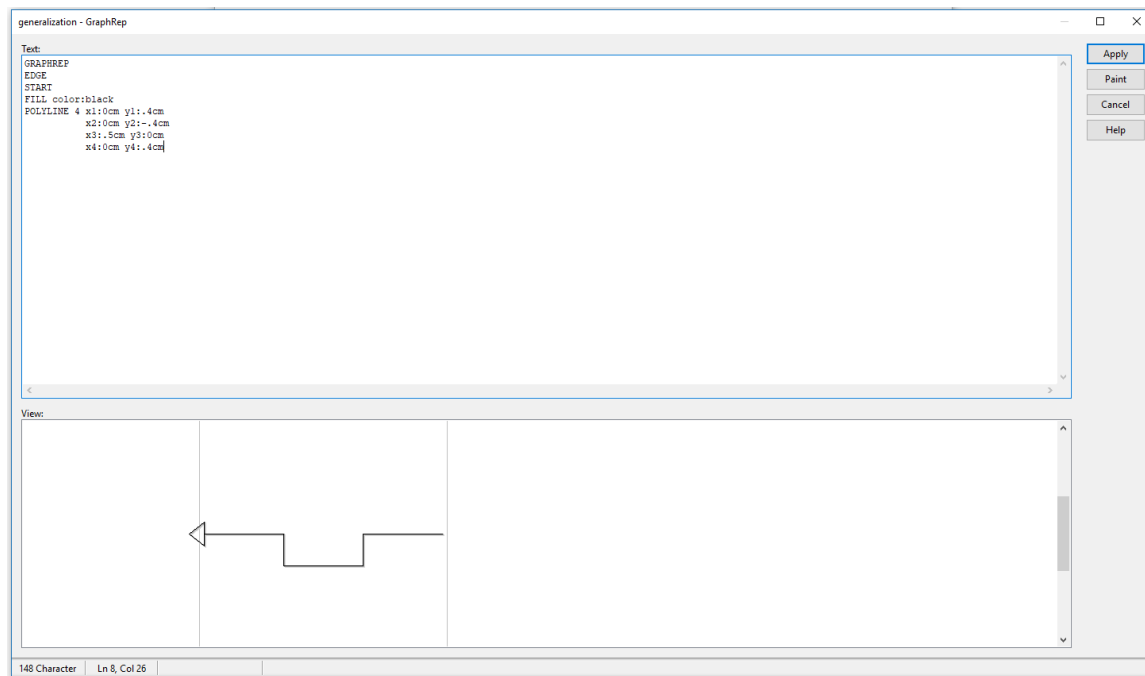 generalization - GraphRep
Text:
GRAPHREP
EDGE
START
FILL color:black
POLYLINE 4 x1:0cm y1:.4cm
x2:0cm y2:-.4cm
x3:.5cm y3:0cm
x4:0cm y4:.4cm
Apply
Paint
Cancel
Help
View:
148 Character Ln 8, Col 26